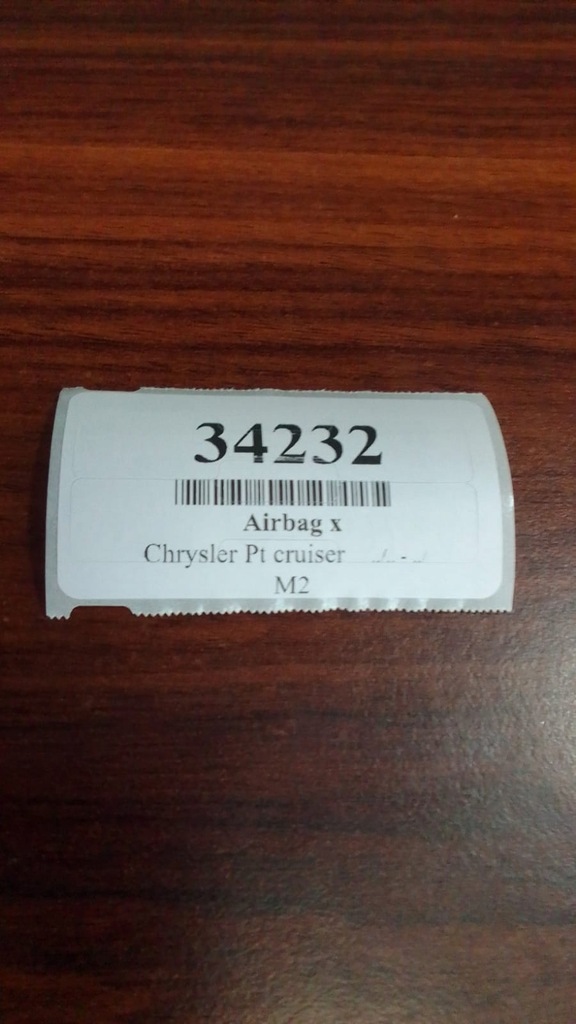 34232
Airbag x
Chrysler Pt cruiser
M2